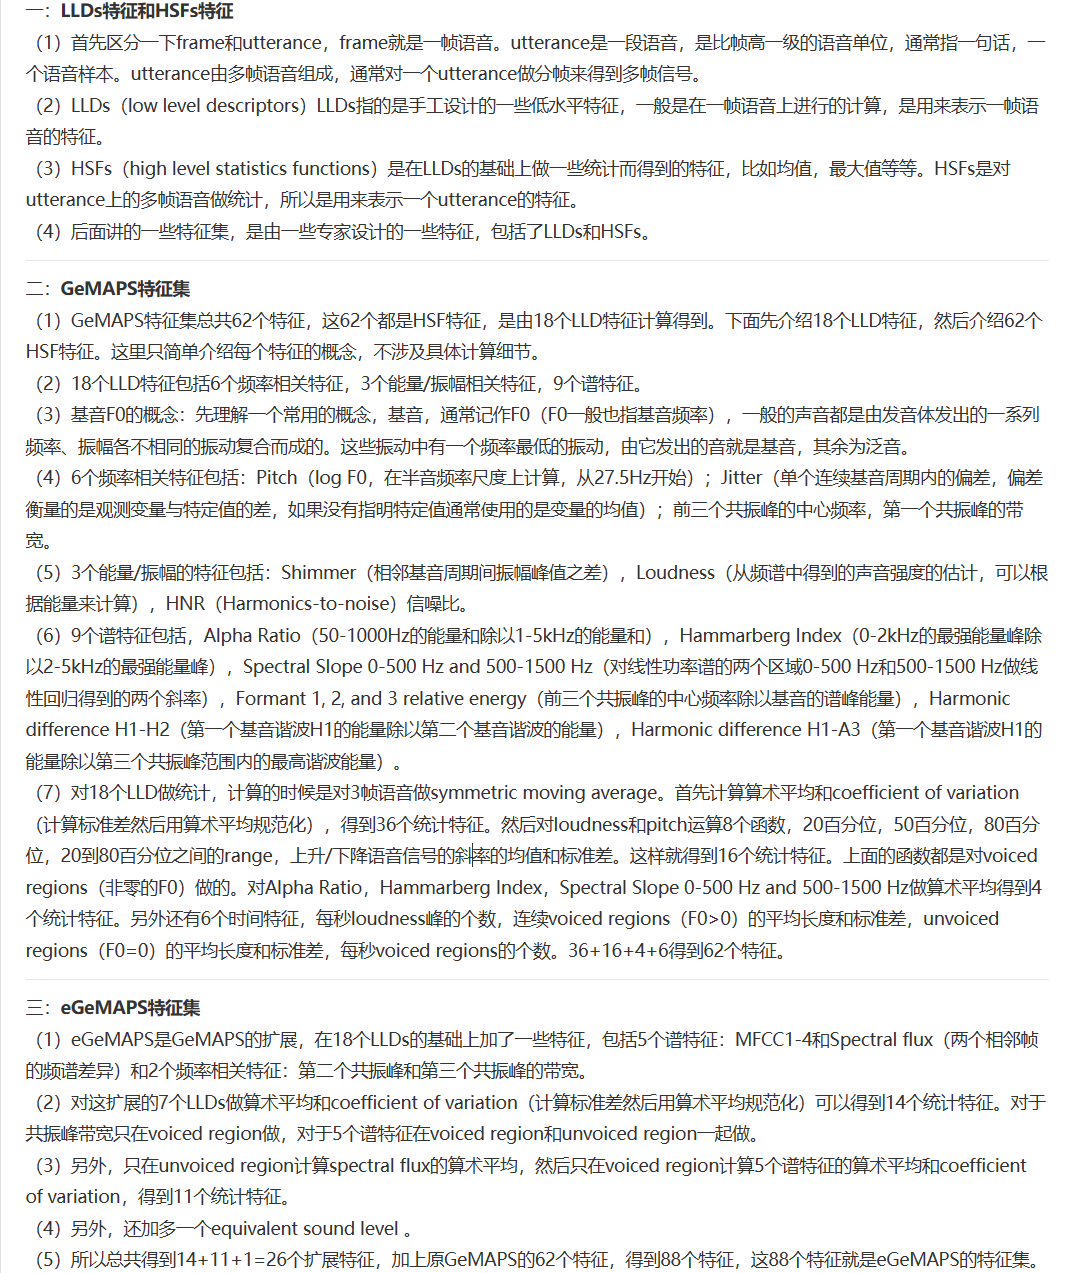 一：LLDs特征和HSFs特征
（1）首先区分一下frame和utterance，frame就是一帧语音。utterance是一段语音，是比帧高一级的语音单位，通常指一句话，一
个语音样本。utterance由多帧语音组成，通常对一个utterance做分帧来得到多帧信号。
（2）LLDs（low level descriptors）LLDs指的是手工设计的一些低水平特征，一般是在一帧语音上进行的计算，是用来表示一帧语
音的特征。
（3）HSFs（high level statistics functions）是在LLDs的基础上做一些统计而得到的特征，比如均值，最大值等等。HSFs是对
utterance上的多帧语音做统计，所以是用来表示一个utterance的特征。
（4）后面讲的一些特征集，是由一些专家设计的一些特征，包括了LLDs和HSFs。
二：GeMAPS特征集
（1）GeMAPS特征集总共62个特征，这62个都是HSF特征，是由18个LLD特征计算得到。下面先介绍18个LLD特征，然后介绍62个
HSF特征。这里只简单介绍每个特征的概念，不涉及具体计算细节。
（2）18个LLD特征包括6个频率相关特征，3个能量/振幅相关特征，9个谱特征。
（3）基音F0的概念：先理解一个常用的概念，基音，通常记作F0（F0一般也指基音频率），一般的声音都是由发音体发出的一系列
频率、振幅各不相同的振动复合而成的。这些振动中有一个频率最低的振动，由它发出的音就是基音，其余为泛音。
（4）6个频率相关特征包括：Pitch（log F0，在半音频率尺度上计算，从27.5Hz开始）；Jitter（单个连续基音周期内的偏差，偏差
衡量的是观测变量与特定值的差，如果没有指明特定值通常使用的是变量的均值）；前三个共振峰的中心频率，第一个共振峰的带
宽。
（5）3个能量/振幅的特征包括：Shimmer（相邻基音周期间振幅峰值之差），Loudness（从频谱中得到的声音强度的估计，可以根
据能量来计算），HNR（Harmonics-to-noise）信噪比。
（6）9个谱特征包括，Alpha Ratio（50-1000Hz的能量和除以1-5kHz的能量和），Hammarberg Index（0-2kHz的最强能量峰除
以2-5kHz的最强能量峰），Spectral Slope 0-500 Hz and 500-1500 Hz（对线性功率谱的两个区域0-500 Hz和500-1500 Hz做线
性回归得到的两个斜率），Formant 1, 2, and 3 relative energy（前三个共振峰的中心频率除以基音的谱峰能量），Harmonic
difference H1-H2（第一个基音谐波H1的能量除以第二个基音谐波的能量），Harmonic difference H1-A3（第一个基音谐波H1的
能量除以第三个共振峰范围内的最高谐波能量）。
（7）对18个LLD做统计，计算的时候是对3帧语音做symmetric moving average。首先计算算术平均和coefficient of variation
（计算标准差然后用算术平均规范化），得到36个统计特征。然后对loudness和pitch运算8个函数，20百分位，50百分位，80百分
位，20到80百分位之间的range，上升/下降语音信号的斜率的均值和标准差。这样就得到16个统计特征。上面的函数都是对voiced
regions（非零的F0）做的。对Alpha Ratio，Hammarberg Index，Spectral Slope 0-500 Hz and 500-1500 Hz做算术平均得到4
个统计特征。另外还有6个时间特征，每秒loudness峰的个数，连续voiced regions（F0>0）的平均长度和标准差，unvoiced
regions（F0=0）的平均长度和标准差，每秒voiced regions的个数。36+16+4+6得到62个特征。
三：eGeMAPS特征集
（1）eGeMAPS是GeMAPS的扩展，在18个LLDs的基础上加了一些特征，包括5个谱特征：MFCC1-4和Spectral flux（两个相邻帧
的频谱差异）和2个频率相关特征：第二个共振峰和第三个共振峰的带宽。
（2）对这扩展的7个LLDs做算术平均和coefficient of variation（计算标准差然后用算术平均规范化）可以得到14个统计特征。对于
共振峰带宽只在voiced region做，对于5个谱特征在voiced region和unvoiced region一起做。
（3）另外，只在unvoiced region计算spectral flux的算术平均，然后只在voiced region计算5个谱特征的算术平均和coefficient
of variation，得到11个统计特征。
（4）另外，还加多一个equivalent sound level 。
（5）所以总共得到14+11+1=26个扩展特征，加上原GeMAPS的62个特征，得到88个特征，这88个特征就是eGeMAPS的特征集。